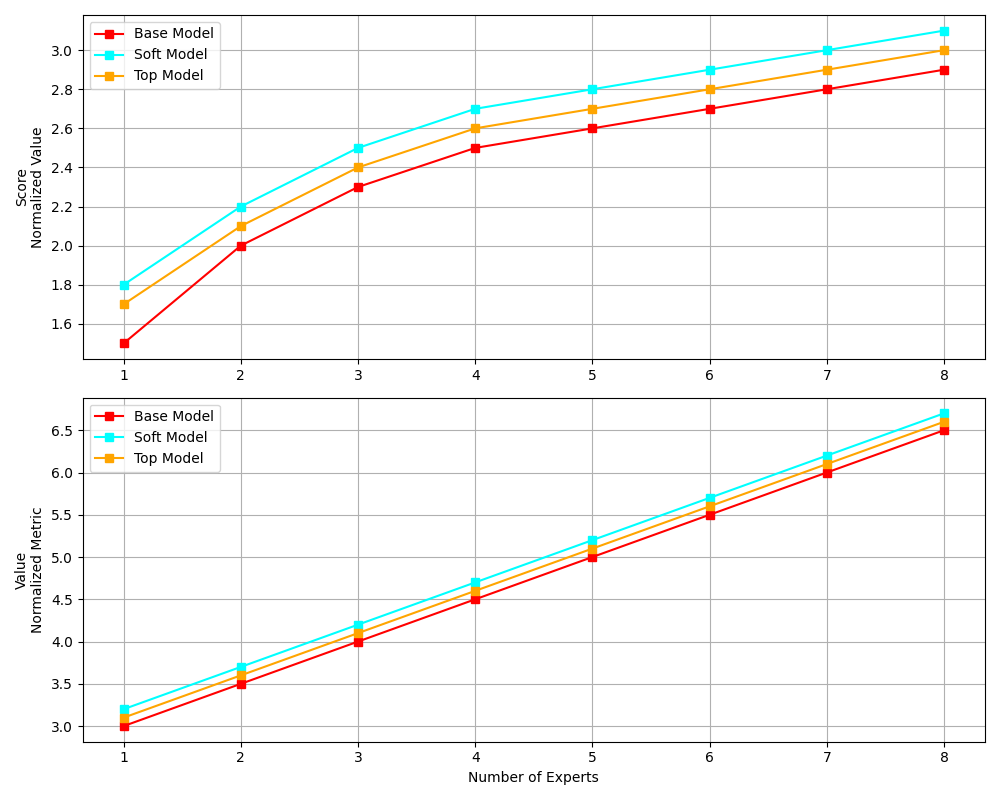 Base Model
Soft Model
Top Model
Score
Normalized Value
3.0
2.8
2.6
2.4
2.2
2.0
1.8
1.6
1 2 3 4 5 6 7 8
Base Model
Soft Model
Top Model
Value
Normalized Metric
6.5
6.0
5.5
5.0
4.5
4.0
3.5
3.0
1 2 3 4 5 6 7 8
Number of Experts